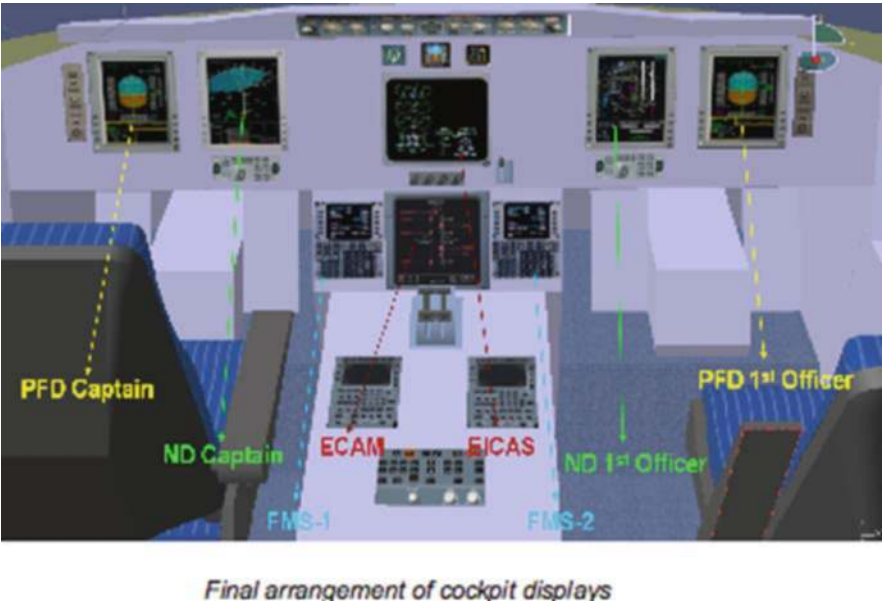 PFD Captain
PFD 1st Officer
ND Captain
ECAM
EICAS
ND 1st Officer
FMS-1
FMS-2
Final arrangement of cockpit displays